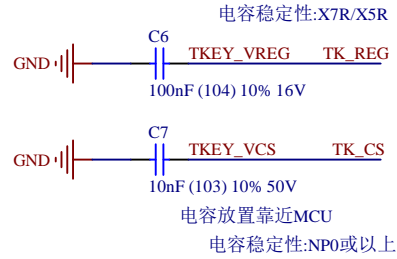 电容稳定性:X7R/X5R
C6
GND TKEY_VREG TK_REG
100nF (104) 10% 16V
C7
GND TKEY_VCS TK_CS
10nF (103) 10% 50V
电容放置靠近MCU
电容稳定性:NP0或以上